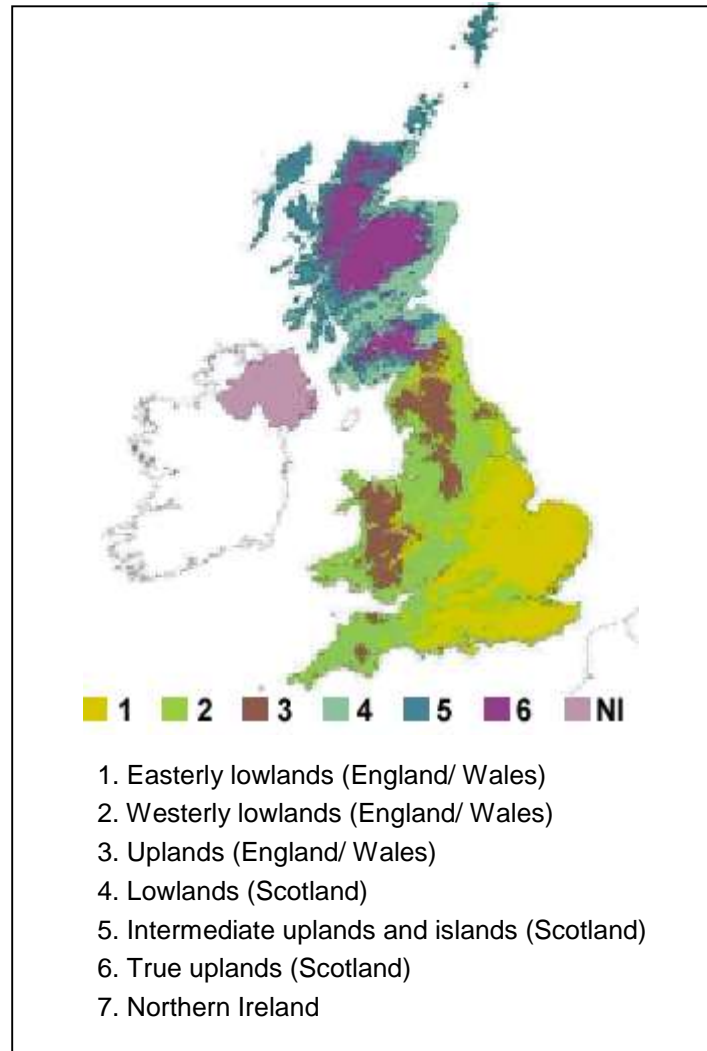 1 2 3 4 5 6 NI
1. Easterly lowlands (England/ Wales)
2. Westerly lowlands (England/ Wales)
3. Uplands (England/ Wales)
4. Lowlands (Scotland)
5. Intermediate uplands and islands (Scotland)
6. True uplands (Scotland)
7. Northern Ireland